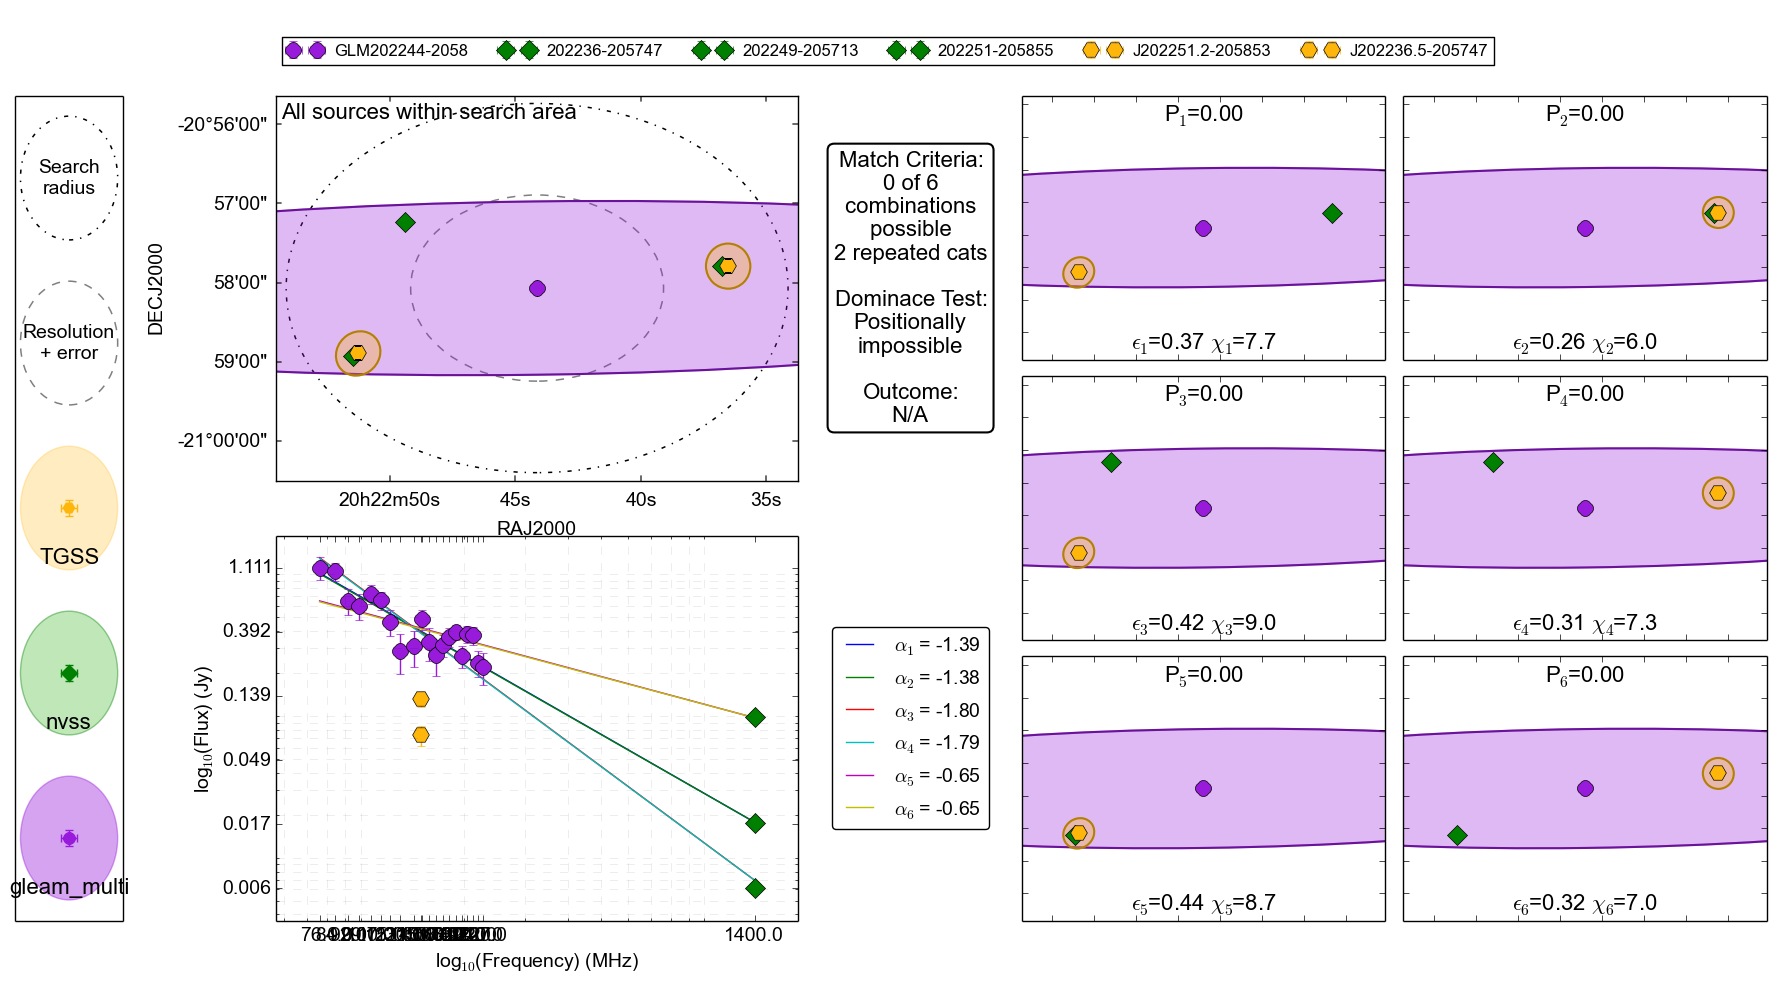 GLM202244-2058 202236-205747 202249-205713 202251-205855 J202251.2-205853 J202236.5-205747
Search
radius
Resolution
+ error
TGSS
nvss
gleam_multi
All sources within search area
-20°56'00"
57'00"
58'00"
59'00"
-21°00'00"
DECJ2000
20h22m50s 45s 40s 35s
RAJ2000
Match Criteria:
0 of 6
combinations
possible
2 repeated cats
Dominace Test:
Positionally
impossible
Outcome:
N/A
1.111
0.392
0.139
0.049
0.017
0.006
log10(Flux) (Jy)
1400.0
log10(Frequency) (MHz)
α1 = -1.39
α2 = -1.38
α3 = -1.80
α4 = -1.79
α5 = -0.65
α6 = -0.65
P1=0.00
ϵ1=0.37 χ1=7.7
P2=0.00
ϵ2=0.26 χ2=6.0
P3=0.00
ϵ3=0.42 χ3=9.0
P4=0.00
ϵ4=0.31 χ4=7.3
P5=0.00
ϵ5=0.44 χ5=8.7
P6=0.00
ϵ6=0.32 χ6=7.0